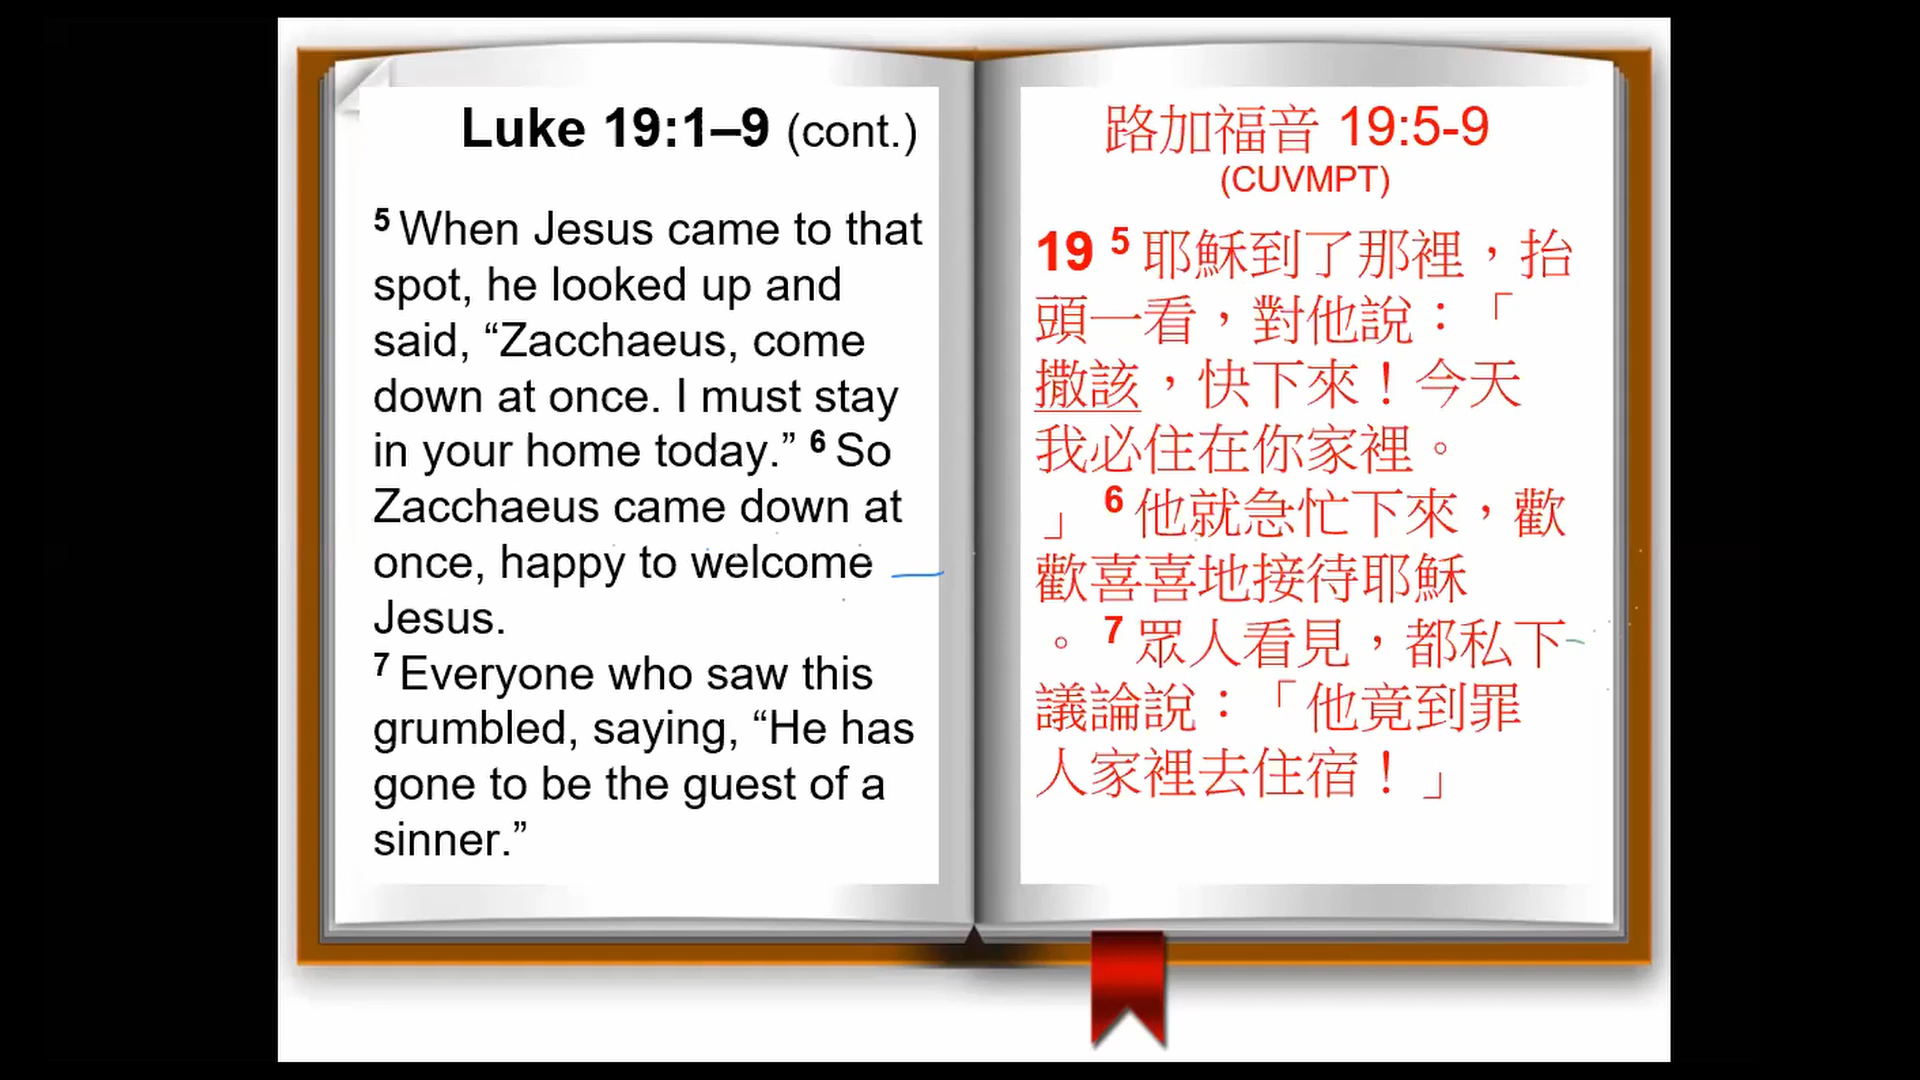 Luke 19:1–9 (cont.)
5 When Jesus came to that
spot, he looked up and
said, “Zacchaeus, come
down at once. I must stay
in your home today.” 6 So
Zacchaeus came down at
once, happy to welcome
Jesus.
7 Everyone who saw this
grumbled, saying, “He has
gone to be the guest of a
sinner.”
路加福音 19:5-9
(CUVMPT)
19 5 耶穌到了那裡，抬
頭一看，對他說：「
撒該，快下來！今天
我必住在你家裡。
」 6 他就急忙下來，歡
歡喜喜地接待耶穌
。 7 眾人看見，都私下
議論說：「他竟到罪
人家裡去住宿！」